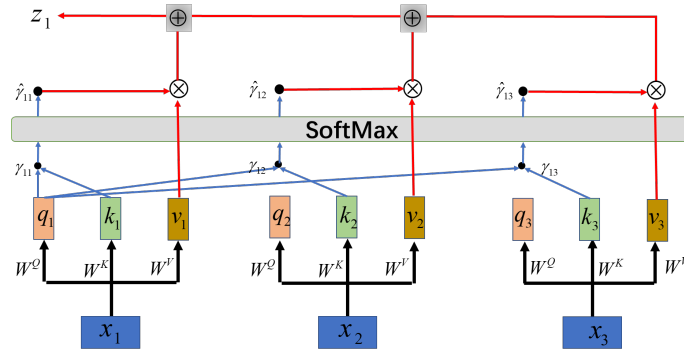 z₁
γ̂₁₁ γ̂₁₂ γ̂₁₃
SoftMax
γ₁₁ γ₁₂ γ₁₃
q₁ k₁ v₁ q₂ k₂ v₂ q₃ k₃ v₃
W^Q W^K W^V W^Q W^K W^V W^Q W^K W^V
x₁ x₂ x₃